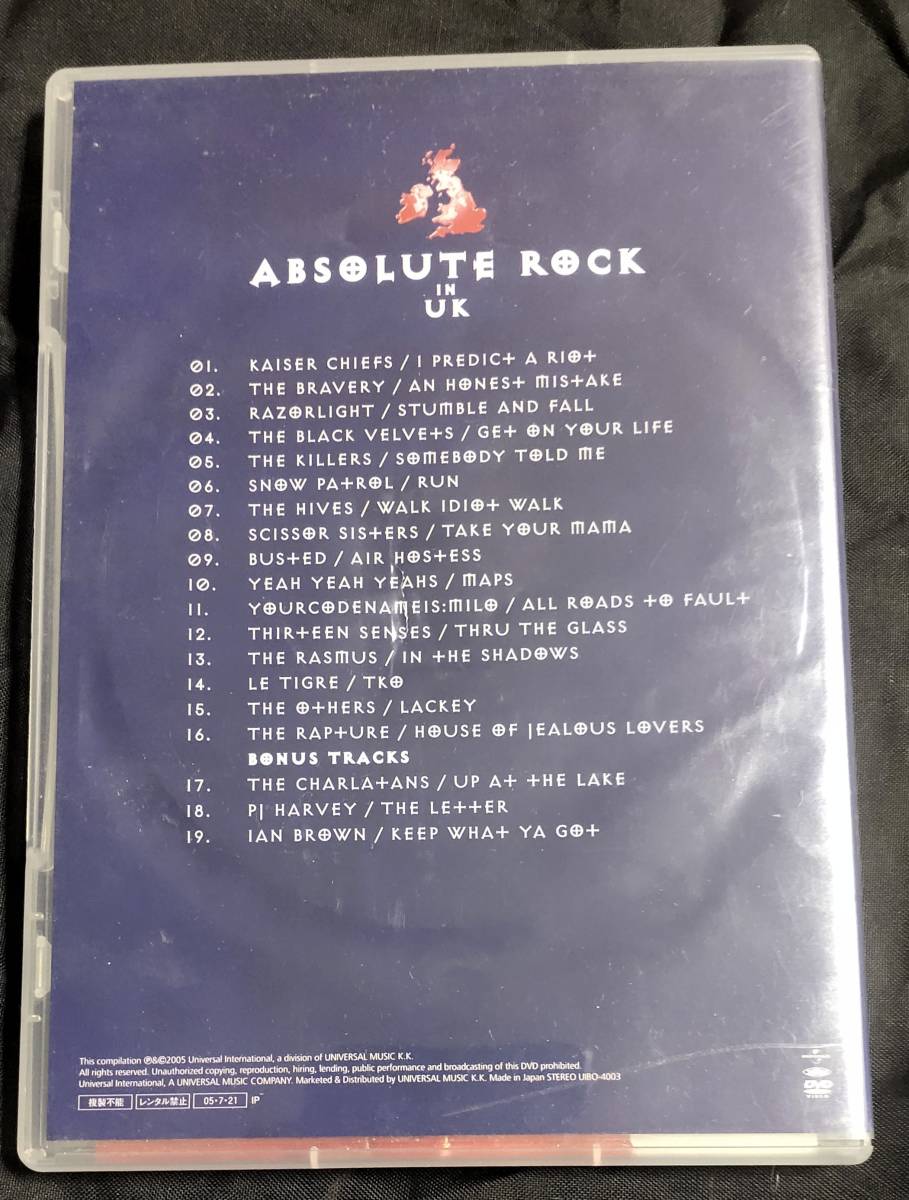 ABSOLUTE ROCK
IN
UK
01. KAISER CHIEFS / I PREDICT A RIOT
02. THE BRAVERY / AN HONEST MISTAKE
03. RAZORLIGHT / STUMBLE AND FALL
04. THE BLACK VELVETS / GET ON YOUR LIFE
05. THE KILLERS / SOMEBODY TOLD ME
06. SNOW PATROL / RUN
07. THE HIVES / WALK IDIOT WALK
08. SCISSOR SISTERS / TAKE YOUR MAMA
09. BUSTED / AIR HOSTESS
10. YEAH YEAH YEAHS / MAPS
11. YOURCODENAMEIS:MILO / ALL ROADS TO FAULT
12. THIRTEEN SENSES / THRU THE GLASS
13. THE RASMUS / IN THE SHADOWS
14. LE TIGRE / TKO
15. THE OTHERS / LACKEY
16. THE RAPTURE / HOUSE OF JEALOUS LOVERS
BONUS TRACKS
17. THE CHARLATANS / UP AT THE LAKE
18. PJ HARVEY / THE LETTER
19. IAN BROWN / KEEP WHAT YA GOT
This compilation ℗&©2005 Universal International, a division of UNIVERSAL MUSIC K.K.
All rights reserved. Unauthorized copying, reproduction, hiring, lending, public performance and broadcasting of this DVD prohibited.
Universal International, A UNIVERSAL MUSIC COMPANY. Marketed & Distributed by UNIVERSAL MUSIC K.K. Made in Japan STEREO UIBO-4003
複製不能 レンタル禁止 05・7・21 IP
DVD
VIDEO